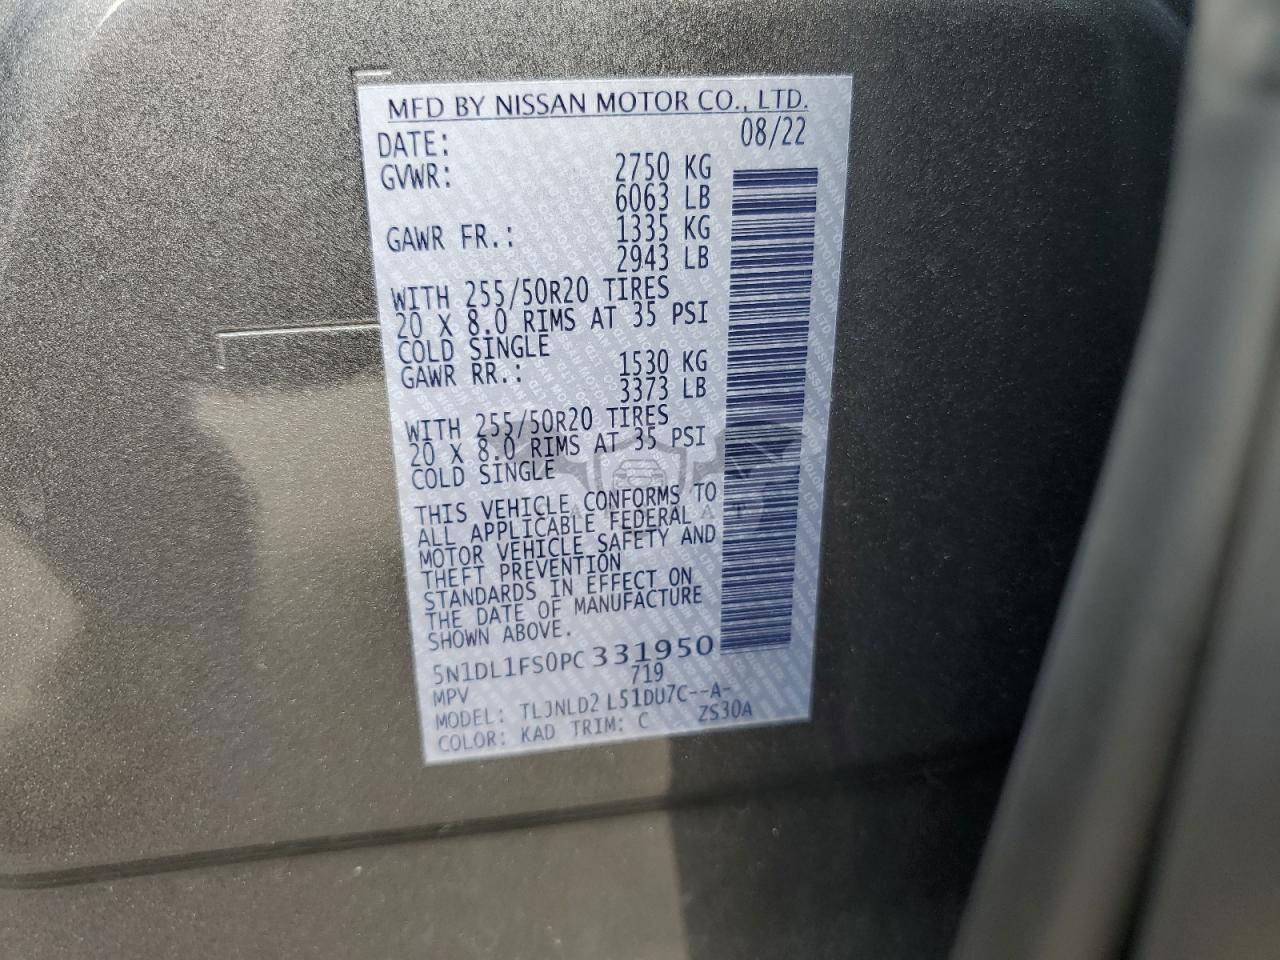 MFD BY NISSAN MOTOR CO., LTD.
DATE: 08/22
GVWR: 2750 KG
6063 LB
GAWR FR.: 1335 KG
2943 LB
WITH 255/50R20 TIRES
20 X 8.0 RIMS AT 35 PSI
COLD SINGLE
GAWR RR.: 1530 KG
3373 LB
WITH 255/50R20 TIRES
20 X 8.0 RIMS AT 35 PSI
COLD SINGLE
THIS VEHICLE CONFORMS TO
ALL APPLICABLE FEDERAL
MOTOR VEHICLE SAFETY AND
THEFT PREVENTION
STANDARDS IN EFFECT ON
THE DATE OF MANUFACTURE
SHOWN ABOVE.
5N1DL1FS0PC331950
MPV 719
MODEL: TLJNLD2 L51DU7C--A-
COLOR: KAD TRIM: C ZS30A